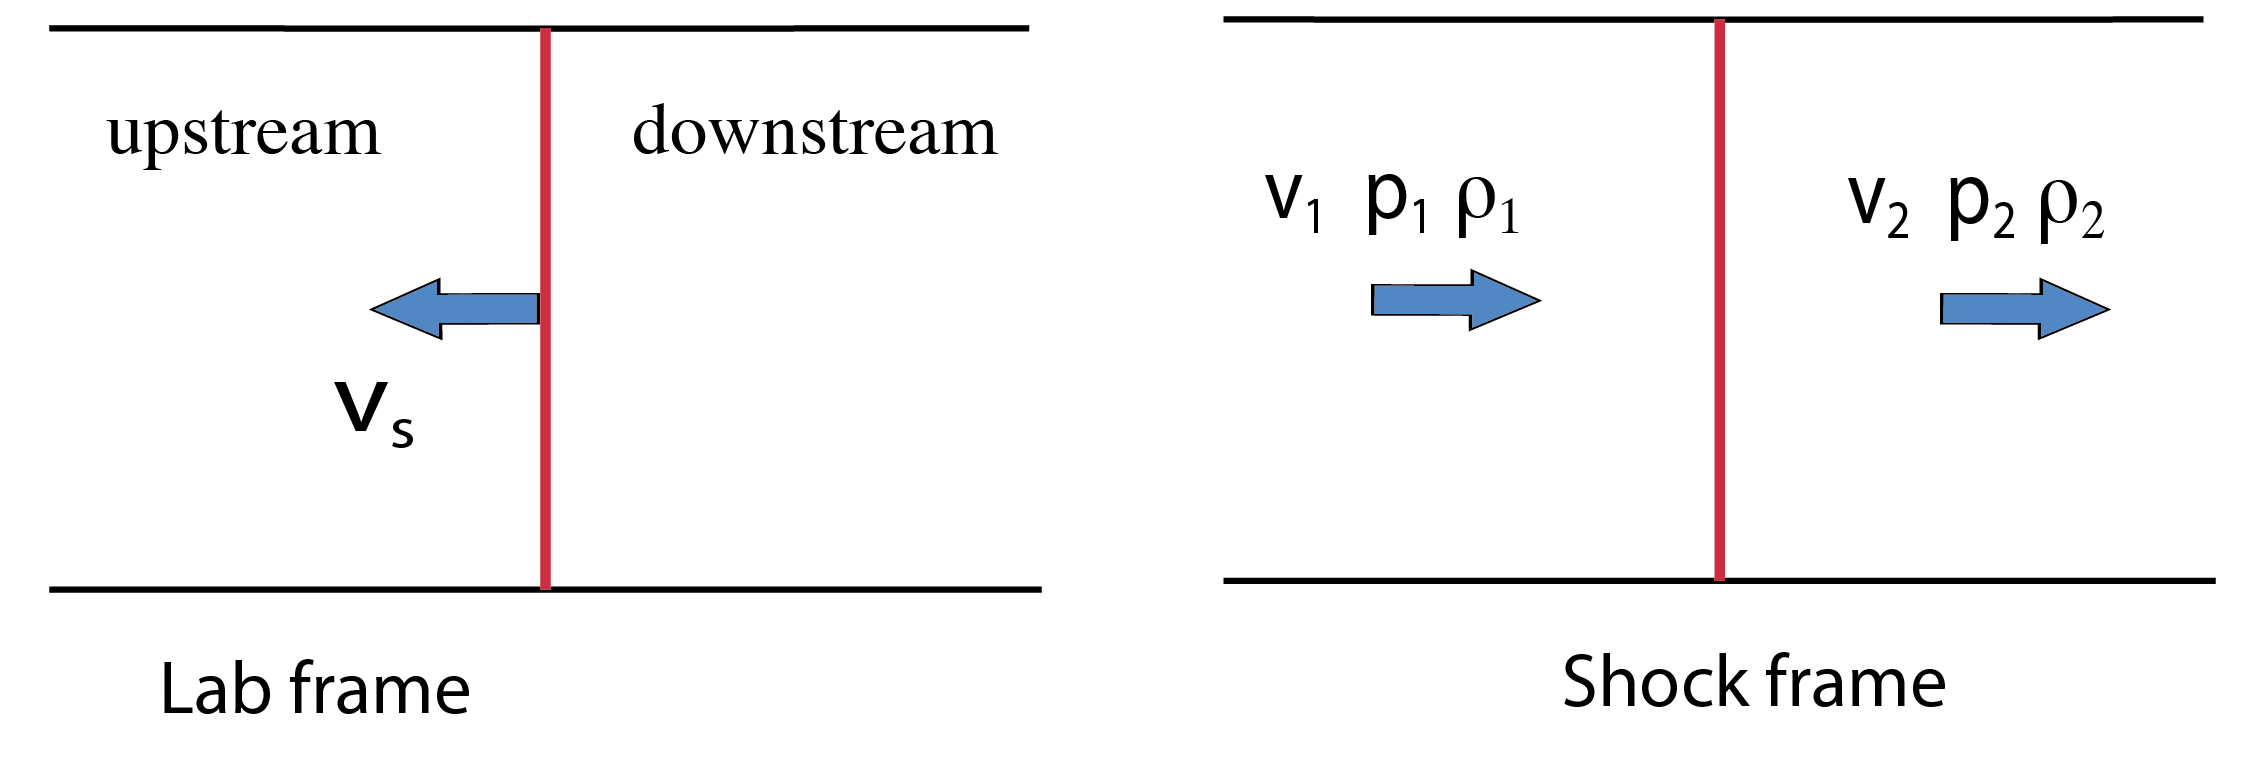 upstream
downstream
v₁ p₁ ρ₁
v₂ p₂ ρ₂
vₛ
Lab frame
Shock frame